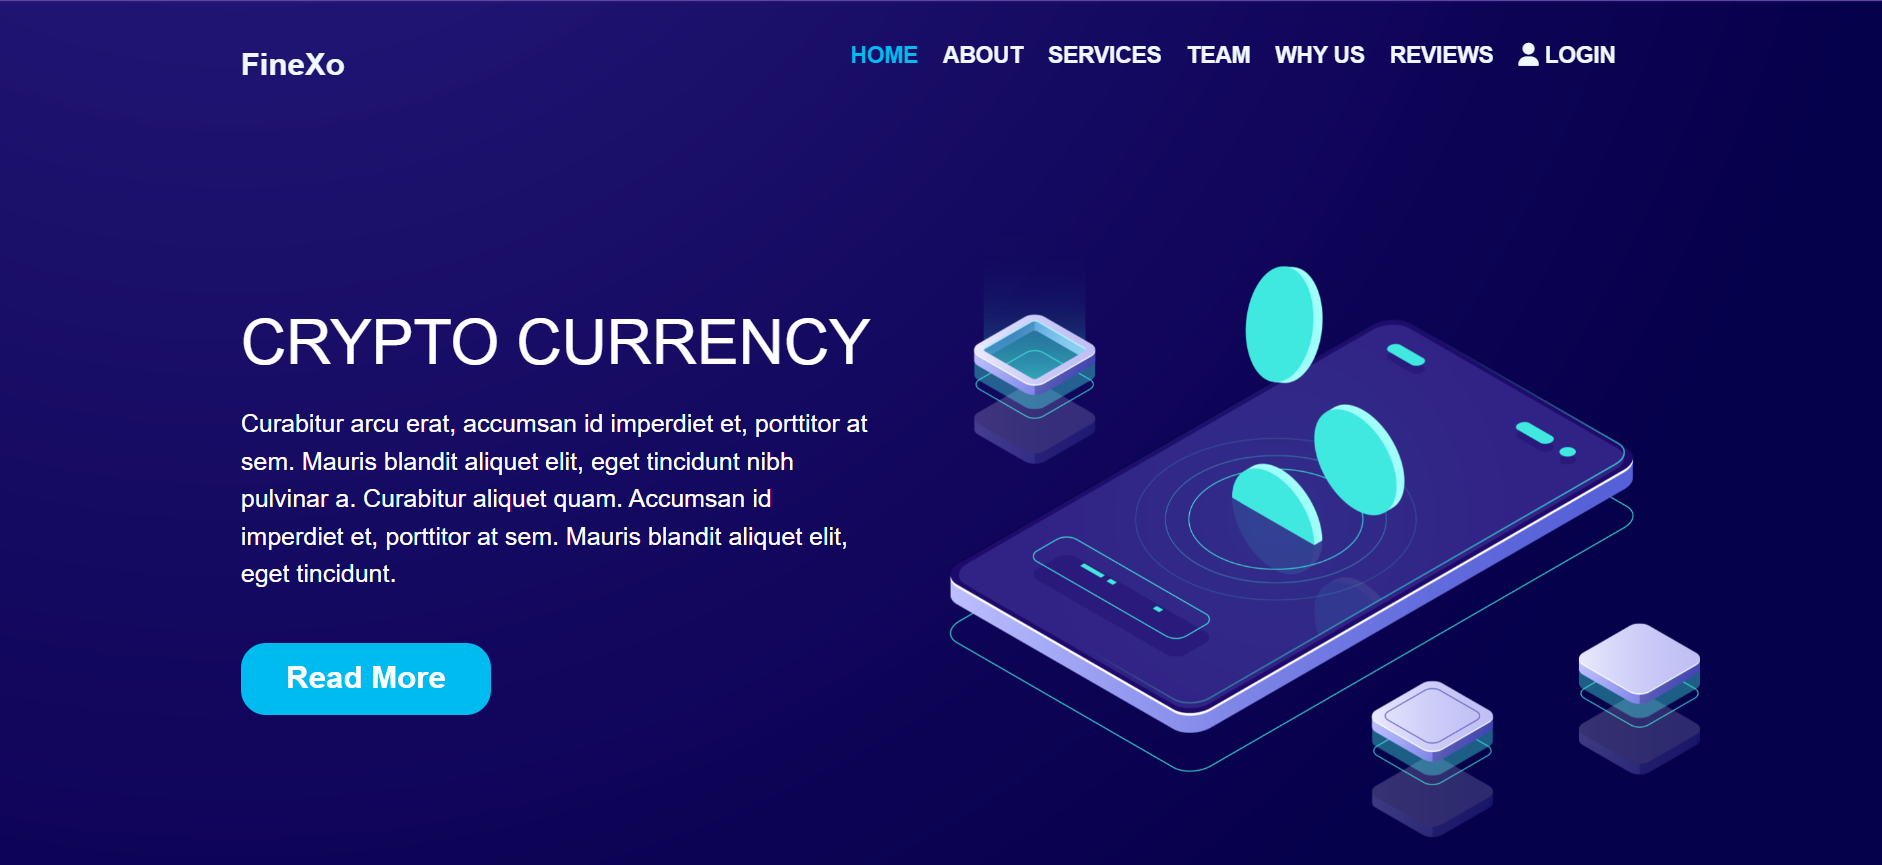 FineXo
HOME ABOUT SERVICES TEAM WHY US REVIEWS LOGIN
CRYPTO CURRENCY
Curabitur arcu erat, accumsan id imperdiet et, porttitor at
sem. Mauris blandit aliquet elit, eget tincidunt nibh
pulvinar a. Curabitur aliquet quam. Accumsan id
imperdiet et, porttitor at sem. Mauris blandit aliquet elit,
eget tincidunt.
Read More